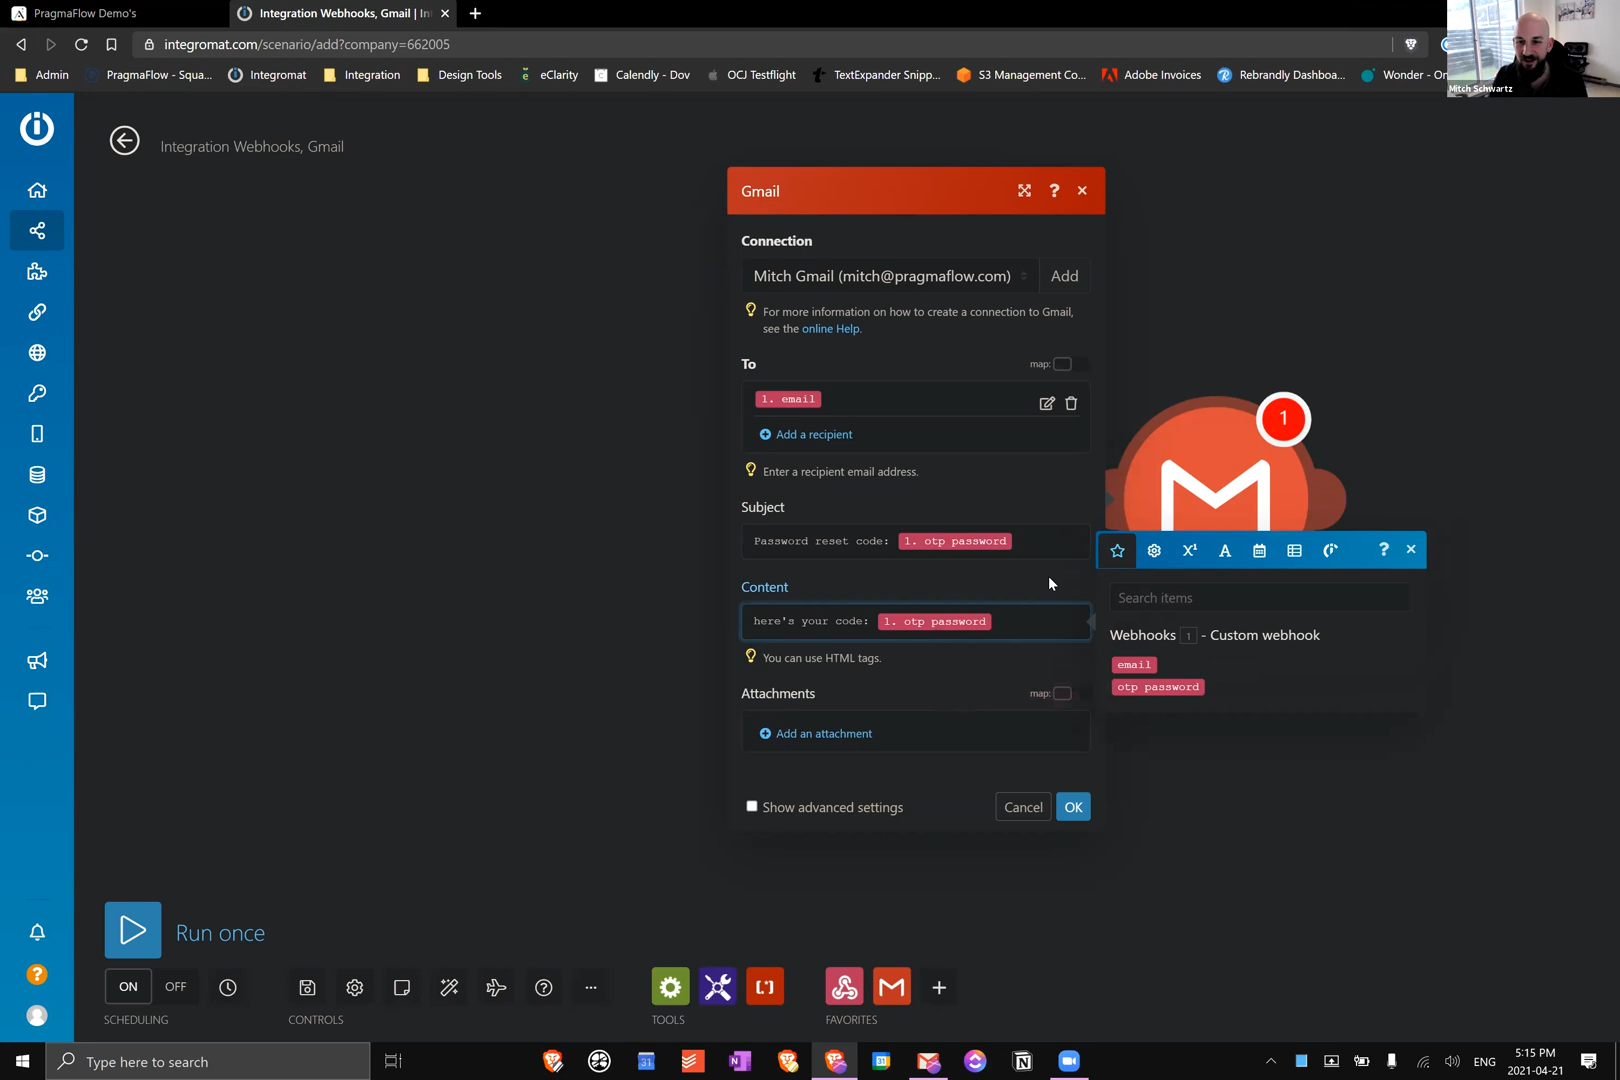 PragmaFlow Demo's
Integration Webhooks, Gmail | In
integromat.com/scenario/add?company=662005
Admin
PragmaFlow - Squa...
Integromat
Integration
Design Tools
eClarity
Calendly - Dov
OCJ Testflight
TextExpander Snipp...
S3 Management Co...
Adobe Invoices
Rebrandly Dashboa...
Wonder - On
Mitch Schwartz
Integration Webhooks, Gmail
Gmail
Connection
Mitch Gmail (mitch@pragmaflow.com)
Add
For more information on how to create a connection to Gmail,
see the online Help.
To
map:
1. email
Add a recipient
Enter a recipient email address.
Subject
Password reset code: 1. otp password
Content
here's your code: 1. otp password
You can use HTML tags.
Attachments
map:
Add an attachment
Show advanced settings
Cancel
OK
1
Search items
Webhooks 1 - Custom webhook
email
otp password
Run once
ON
OFF
SCHEDULING
CONTROLS
TOOLS
FAVORITES
Type here to search
ENG
5:15 PM
2021-04-21